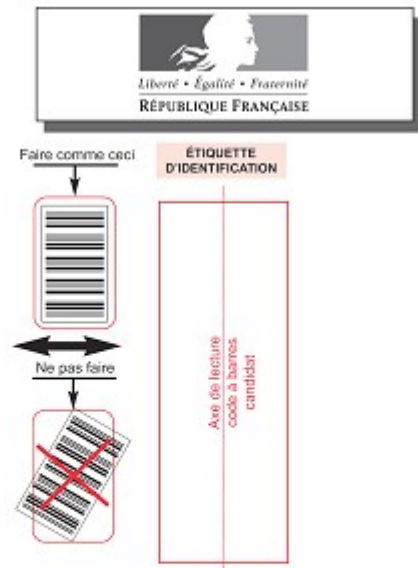 Liberté • Égalité • Fraternité
RÉPUBLIQUE FRANÇAISE
Faire comme ceci
ÉTIQUETTE
D'IDENTIFICATION
Axe de lecture
code à barres
candidat
Ne pas faire